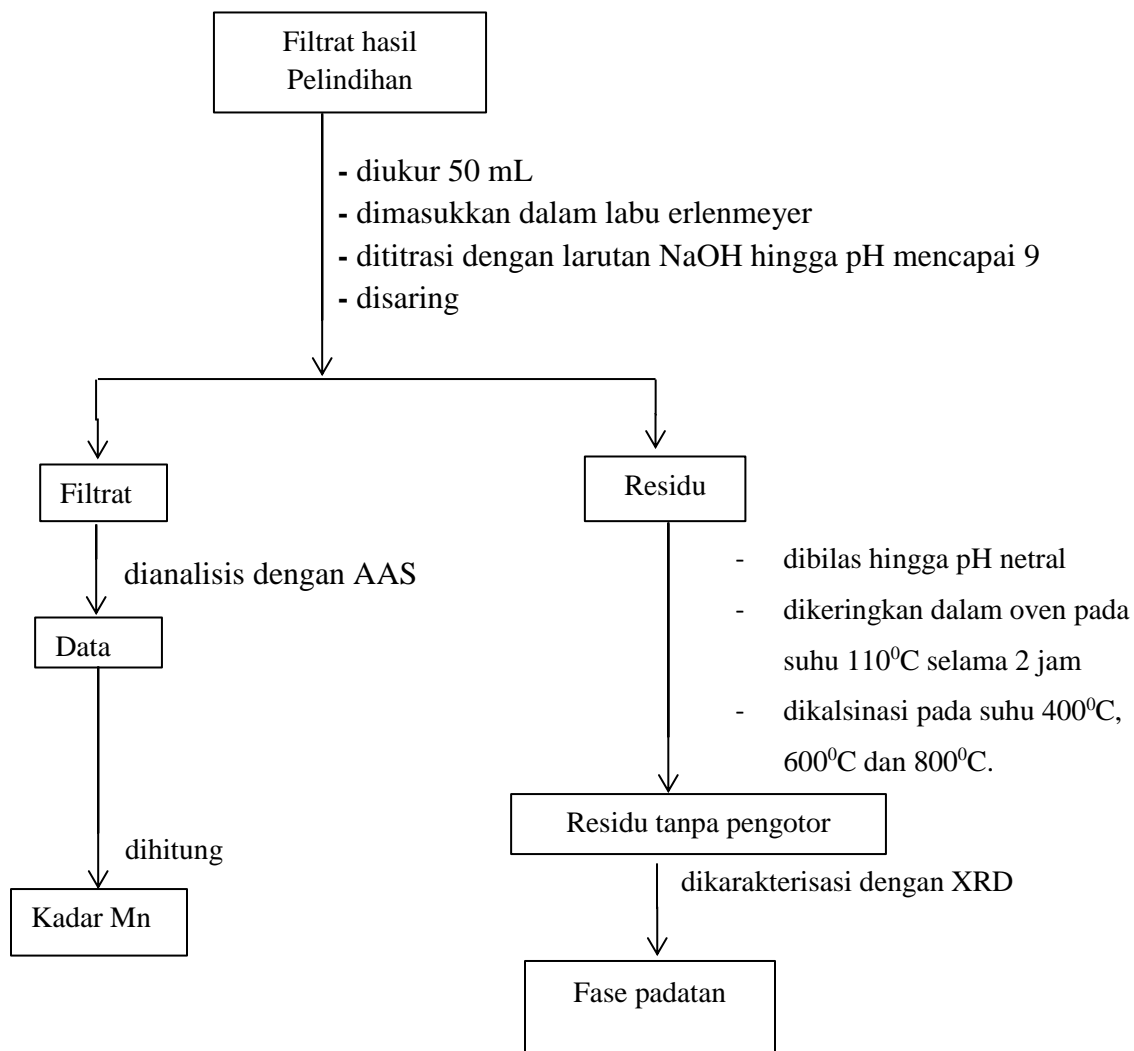 Filtrat hasil
Pelindihan
- diukur 50 mL
- dimasukkan dalam labu erlenmeyer
- dititrasi dengan larutan NaOH hingga pH mencapai 9
- disaring
Filtrat
Residu
dianalisis dengan AAS
Data
dihitung
Kadar Mn
- dibilas hingga pH netral
- dikeringkan dalam oven pada
suhu 110⁰C selama 2 jam
- dikalsinasi pada suhu 400⁰C,
600⁰C dan 800⁰C.
Residu tanpa pengotor
dikarakterisasi dengan XRD
Fase padatan